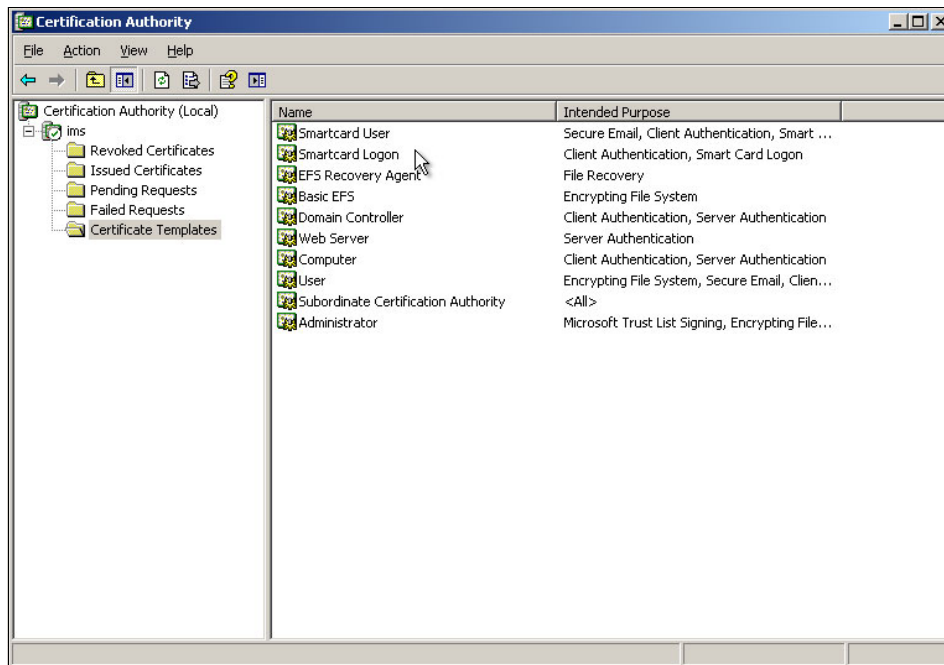 Certification Authority
File Action View Help
Certification Authority (Local)
ims
Revoked Certificates
Issued Certificates
Pending Requests
Failed Requests
Certificate Templates
Name Intended Purpose
Smartcard User Secure Email, Client Authentication, Smart ...
Smartcard Logon Client Authentication, Smart Card Logon
EFS Recovery Agent File Recovery
Basic EFS Encrypting File System
Domain Controller Client Authentication, Server Authentication
Web Server Server Authentication
Computer Client Authentication, Server Authentication
User Encrypting File System, Secure Email, Clien...
Subordinate Certification Authority <All>
Administrator Microsoft Trust List Signing, Encrypting File...